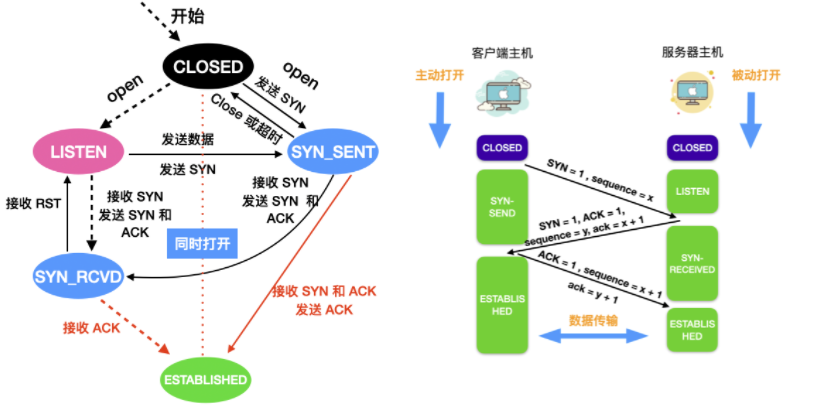 开始
CLOSED
open
open
发送 SYN
Close 或超时
LISTEN
发送数据
发送 SYN
SYN_SENT
接收 RST
接收 SYN
发送 SYN 和
ACK
接收 SYN
发送 SYN 和
ACK
同时打开
SYN_RCVD
接收 SYN 和 ACK
发送 ACK
接收 ACK
ESTABLISHED
客户端主机
服务器主机
主动打开
被动打开
CLOSED
CLOSED
SYN = 1 , sequence = x
SYN-
SEND
LISTEN
SYN = 1, ACK = 1,
sequence = y, ack = x + 1
SYN-
RECEIVED
ACK = 1 , sequence = x + 1
ack = y + 1
ESTABLIS
HED
数据传输
ESTABLIS
HED